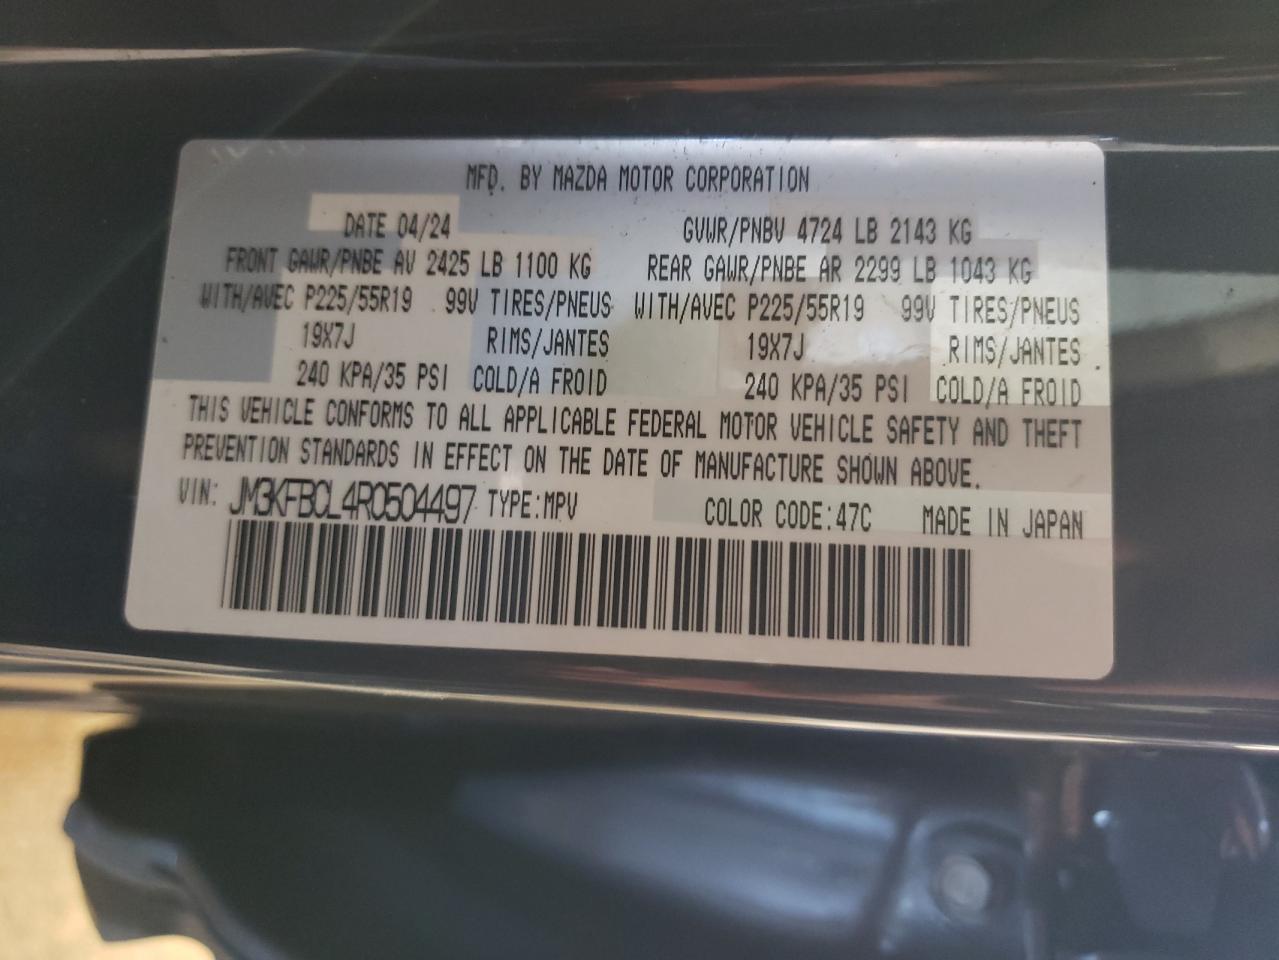 MFD. BY MAZDA MOTOR CORPORATION
DATE 04/24 GVWR/PNBV 4724 LB 2143 KG
FRONT GAWR/PNBE AV 2425 LB 1100 KG REAR GAWR/PNBE AR 2299 LB 1043 KG
WITH/AVEC P225/55R19 99V TIRES/PNEUS WITH/AVEC P225/55R19 99V TIRES/PNEUS
19X7J RIMS/JANTES 19X7J RIMS/JANTES
240 KPA/35 PSI COLD/A FROID 240 KPA/35 PSI COLD/A FROID
THIS VEHICLE CONFORMS TO ALL APPLICABLE FEDERAL MOTOR VEHICLE SAFETY AND THEFT
PREVENTION STANDARDS IN EFFECT ON THE DATE OF MANUFACTURE SHOWN ABOVE.
VIN: JM3KFBCL4R0504497 TYPE:MPV COLOR CODE:47C MADE IN JAPAN